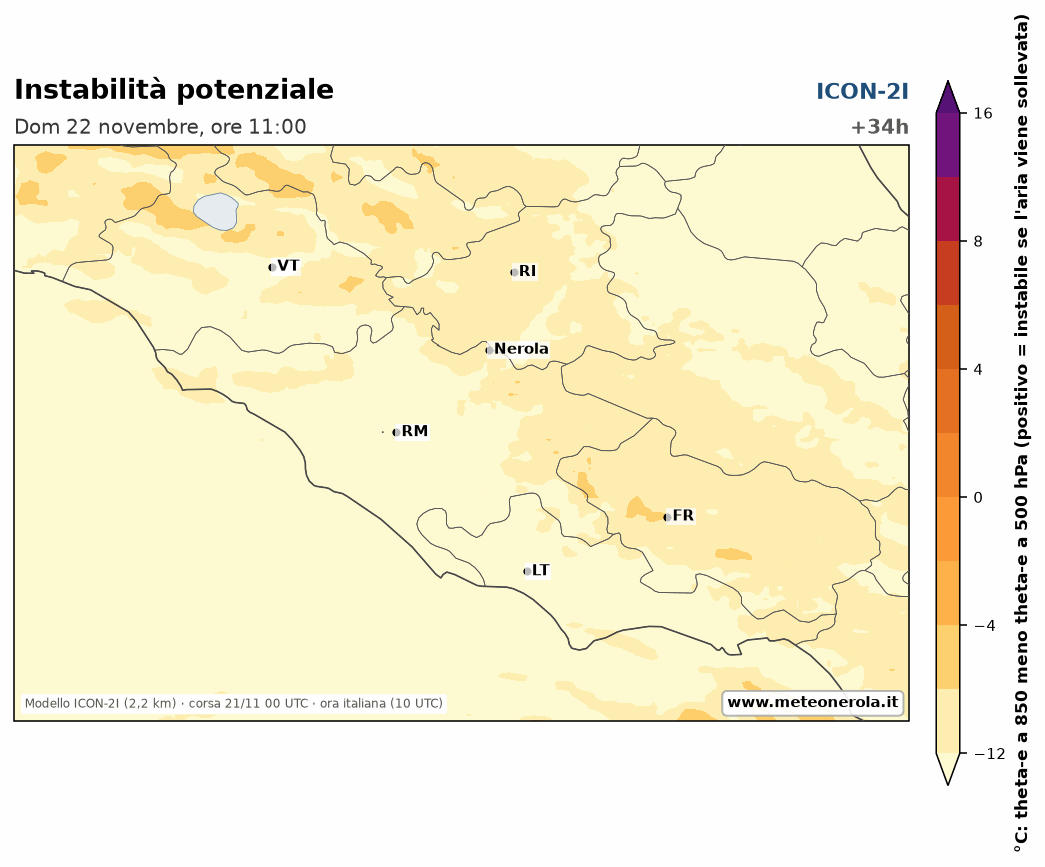 Instabilità potenziale
ICON-2I
Dom 22 novembre, ore 11:00
+34h
VT
RI
Nerola
RM
FR
LT
Modello ICON-2I (2,2 km) · corsa 21/11 00 UTC · ora italiana (10 UTC)
www.meteonerola.it
16
8
4
0
−4
−12
°C: theta-e a 850 meno theta-e a 500 hPa (positivo = instabile se l'aria viene sollevata)